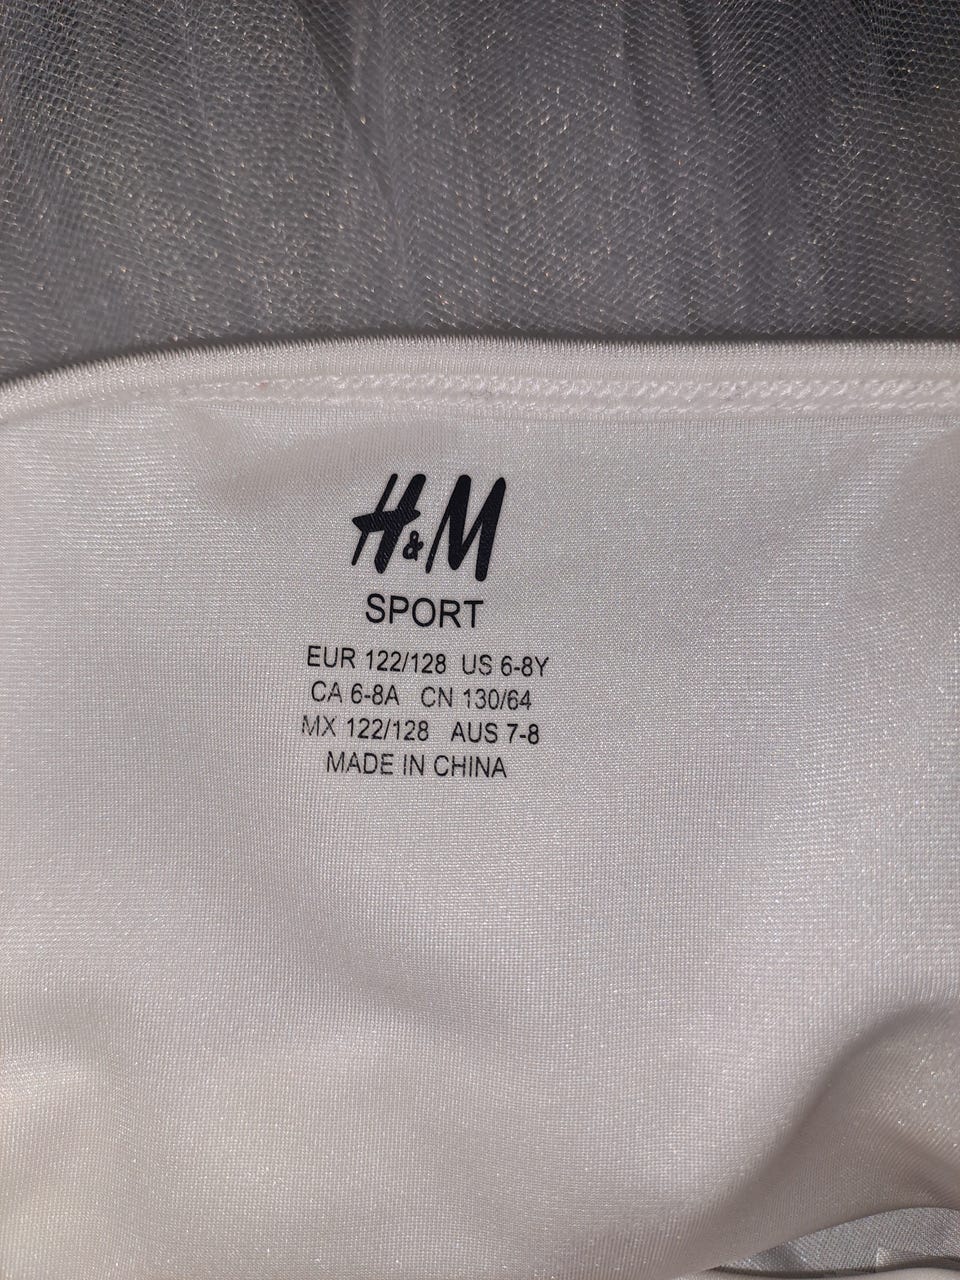 H&M
SPORT
EUR 122/128 US 6-8Y
CA 6-8A CN 130/64
MX 122/128 AUS 7-8
MADE IN CHINA